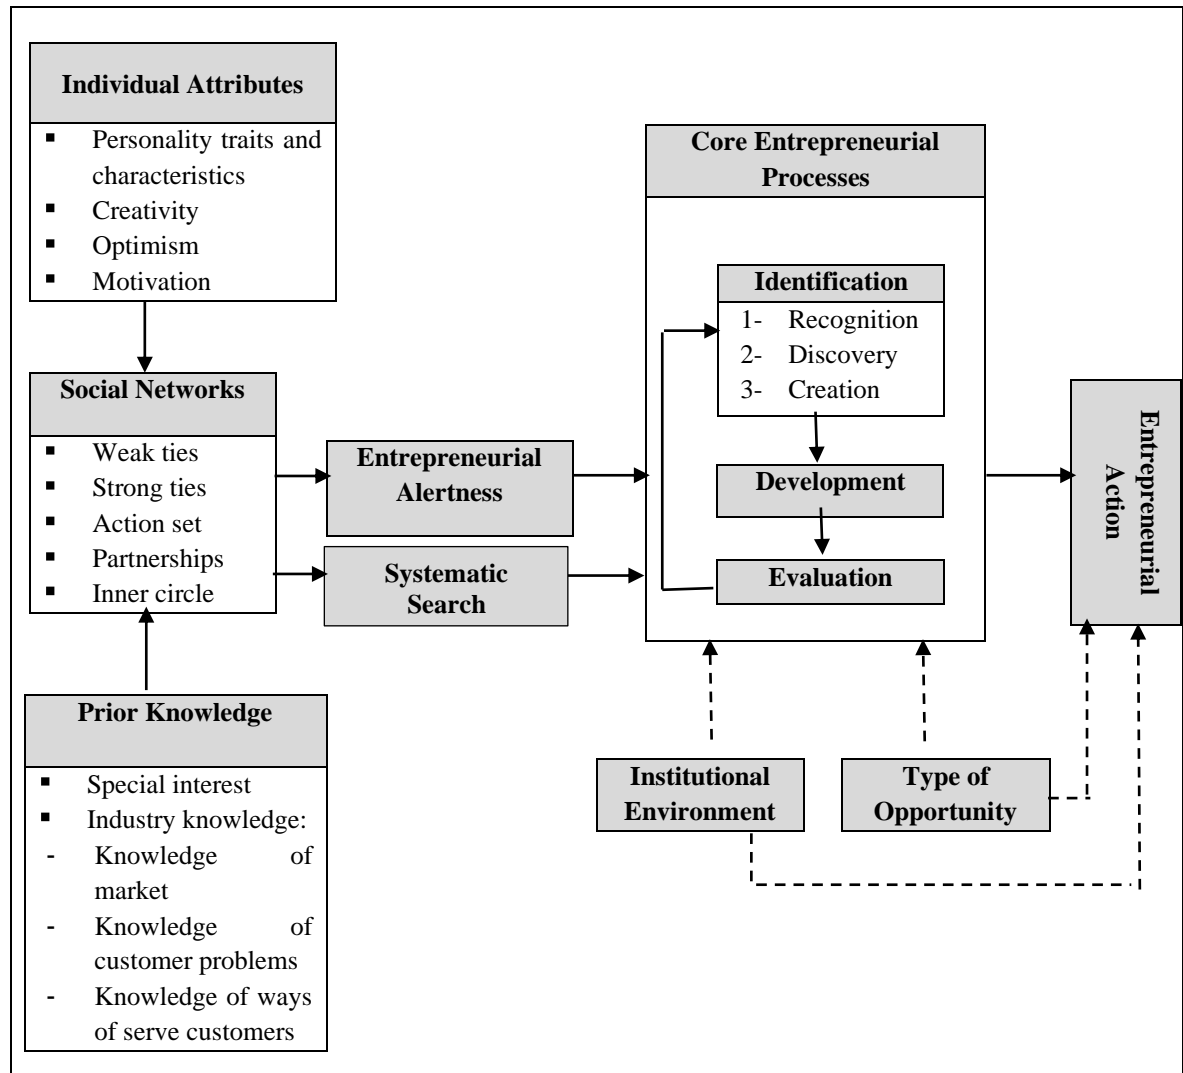 Individual Attributes
▪ Personality traits and
characteristics
▪ Creativity
▪ Optimism
▪ Motivation
Social Networks
▪ Weak ties
▪ Strong ties
▪ Action set
▪ Partnerships
▪ Inner circle
Prior Knowledge
▪ Special interest
▪ Industry knowledge:
- Knowledge of
market
- Knowledge of
customer problems
- Knowledge of ways
of serve customers
Entrepreneurial
Alertness
Systematic
Search
Core Entrepreneurial
Processes
Identification
1- Recognition
2- Discovery
3- Creation
Development
Evaluation
Institutional
Environment
Type of
Opportunity
Entrepreneurial
Action